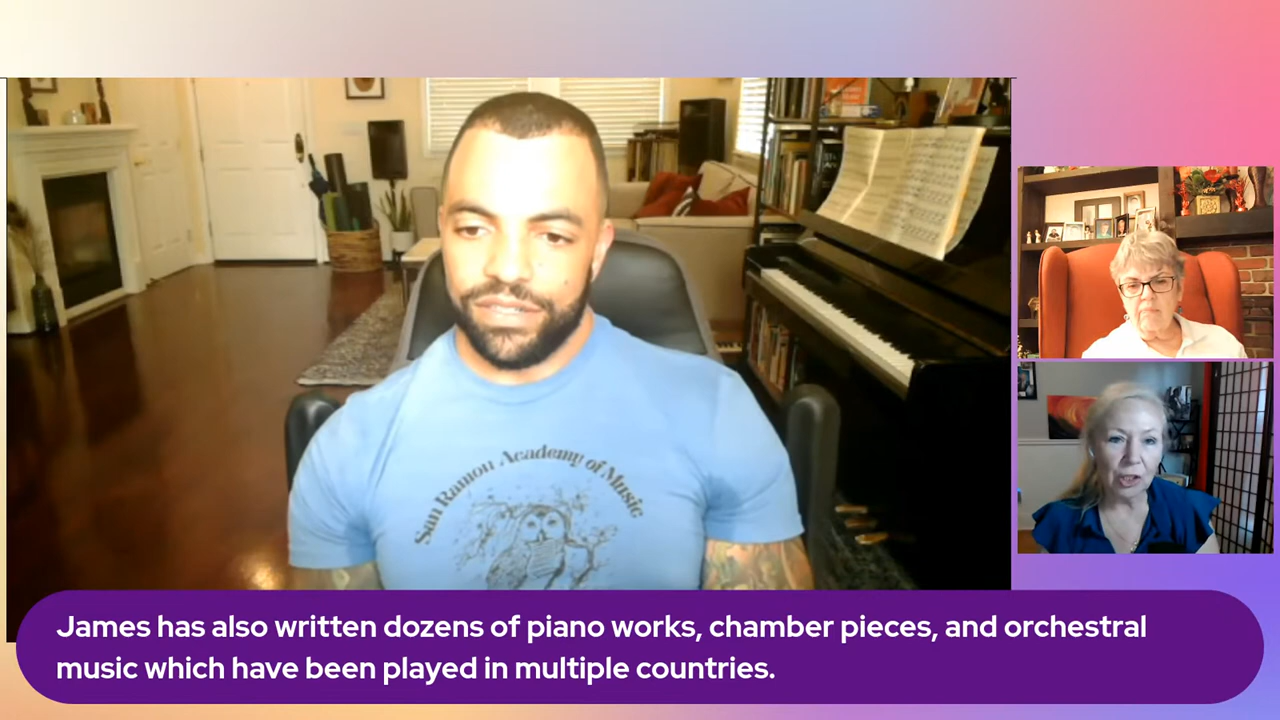 San Ramon Academy of Music
James has also written dozens of piano works, chamber pieces, and orchestral
music which have been played in multiple countries.